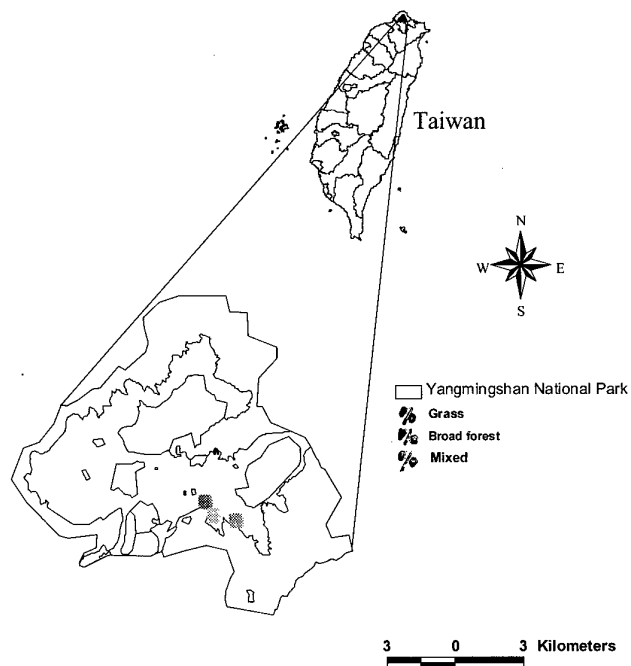 Taiwan
N
W E
S
Yangmingshan National Park
Grass
Broad forest
Mixed
3 0 3 Kilometers